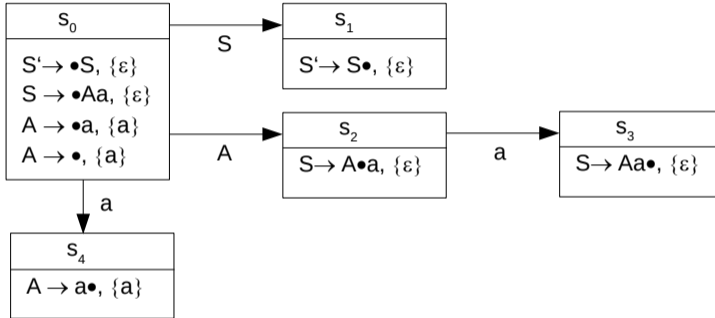 s₀
S‘→ •S, {ε}
S → •Aa, {ε}
A → •a, {a}
A → •, {a}
S
s₁
S‘→ S•, {ε}
A
s₂
S→ A•a, {ε}
a
s₃
S→ Aa•, {ε}
a
s₄
A → a•, {a}